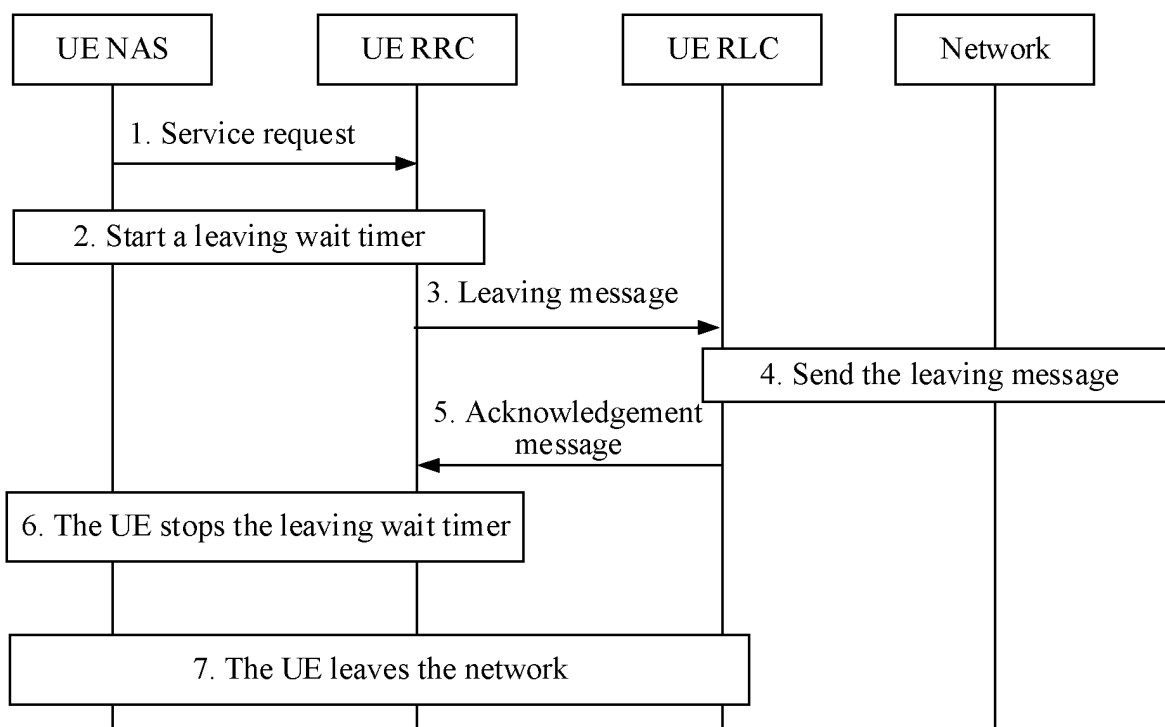 UE NAS
UE RRC
UE RLC
Network
1. Service request
2. Start a leaving wait timer
3. Leaving message
4. Send the leaving message
5. Acknowledgement
message
6. The UE stops the leaving wait timer
7. The UE leaves the network